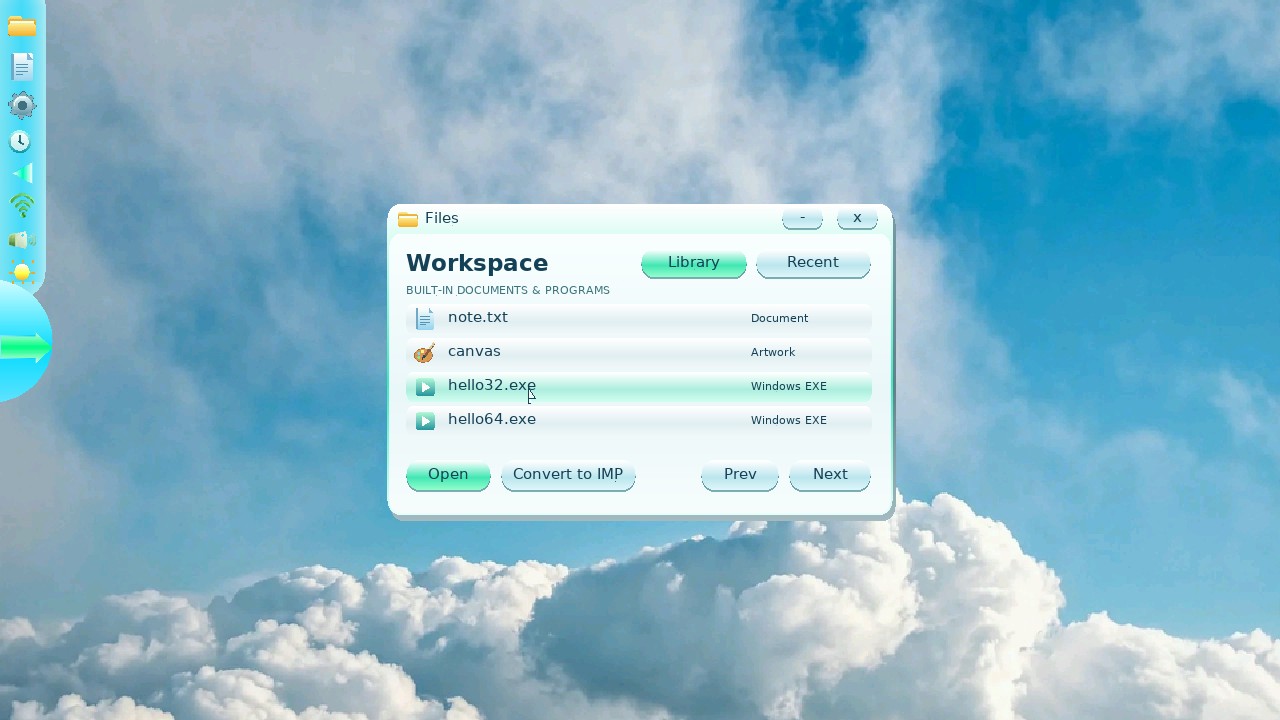 Files
-
x
Workspace
Library
Recent
BUILT-IN DOCUMENTS & PROGRAMS
note.txt Document
canvas Artwork
hello32.exe Windows EXE
hello64.exe Windows EXE
Open
Convert to IMP
Prev
Next